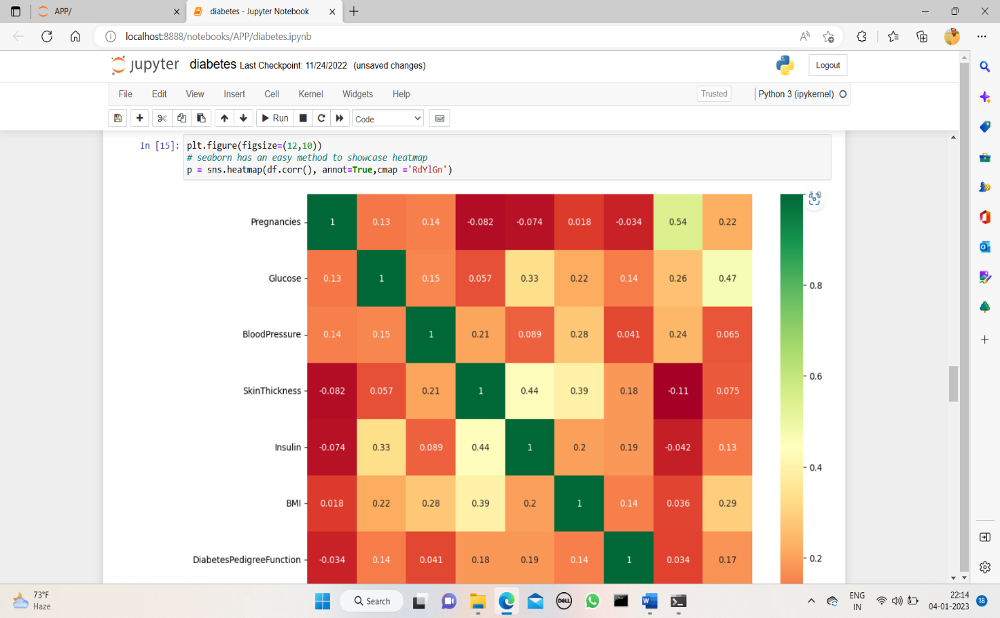 APP/
diabetes - Jupyter Notebook
localhost:8888/notebooks/APP/diabetes.ipynb
jupyter diabetes Last Checkpoint: 11/24/2022 (unsaved changes)
Logout
File Edit View Insert Cell Kernel Widgets Help
Trusted
Python 3 (ipykernel)
Run
Code
In [15]: plt.figure(figsize=(12,10))
# seaborn has an easy method to showcase heatmap
p = sns.heatmap(df.corr(), annot=True,cmap ='RdYlGn')
Pregnancies 1 0.13 0.14 -0.082 -0.074 0.018 -0.034 0.54 0.22
Glucose 0.13 1 0.15 0.057 0.33 0.22 0.14 0.26 0.47
0.8
BloodPressure 0.14 0.15 1 0.21 0.089 0.28 0.041 0.24 0.065
0.6
SkinThickness -0.082 0.057 0.21 1 0.44 0.39 0.18 -0.11 0.075
Insulin -0.074 0.33 0.089 0.44 1 0.2 0.19 -0.042 0.13
0.4
BMI 0.018 0.22 0.28 0.39 0.2 1 0.14 0.036 0.29
DiabetesPedigreeFunction -0.034 0.14 0.041 0.18 0.19 0.14 1 0.034 0.17
0.2
73°F
Haze
Search
DELL
ENG
IN
22:14
04-01-2023
18